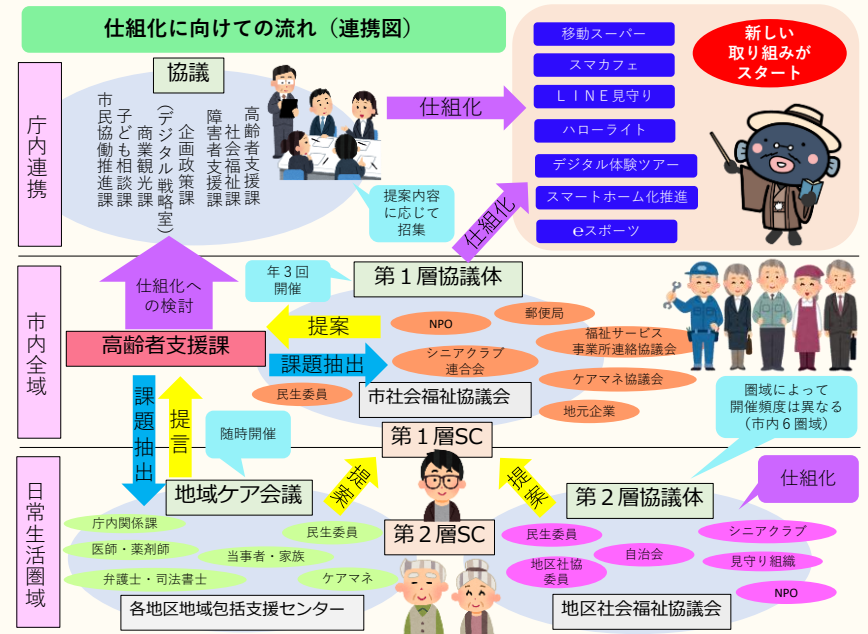 仕組化に向けての流れ（連携図）
移動スーパー
スマカフェ
ＬＩＮＥ見守り
ハローライト
デジタル体験ツアー
スマートホーム化推進
eスポーツ
新しい
取り組みが
スタート
庁内連携
協議
高齢者支援課
社会福祉課
障害者支援課
企画政策課
(デジタル戦略室)
商業観光課
子ども相談課
市民協働推進課
仕組化
提案内容
に応じて
招集
仕組化
仕組化へ
の検討
市内全域
年３回
開催
第１層協議体
提案
高齢者支援課
課題抽出
NPO
郵便局
シニアクラブ
連合会
福祉サービス
事業所連絡協議会
ケアマネ協議会
民生委員
市社会福祉協議会
地元企業
課題抽出
提言
随時開催
第１層SC
圏域によって
開催頻度は異なる
（市内６圏域）
日常生活圏域
地域ケア会議
提案
提案
第２層協議体
仕組化
第２層SC
庁内関係課
医師・薬剤師
弁護士・司法書士
当事者・家族
民生委員
ケアマネ
各地区地域包括支援センター
民生委員
地区社協
委員
自治会
シニアクラブ
見守り組織
NPO
地区社会福祉協議会